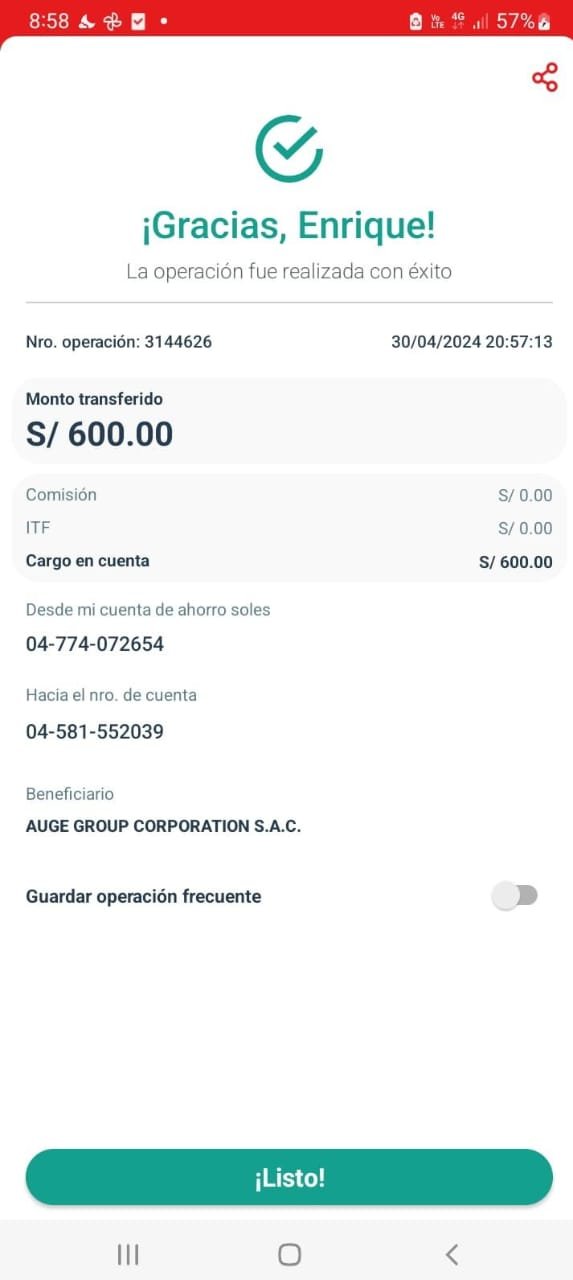 8:58
Vo LTE 4G 57%
¡Gracias, Enrique!
La operación fue realizada con éxito
Nro. operación: 3144626 30/04/2024 20:57:13
Monto transferido
S/ 600.00
Comisión S/ 0.00
ITF S/ 0.00
Cargo en cuenta S/ 600.00
Desde mi cuenta de ahorro soles
04-774-072654
Hacia el nro. de cuenta
04-581-552039
Beneficiario
AUGE GROUP CORPORATION S.A.C.
Guardar operación frecuente
¡Listo!